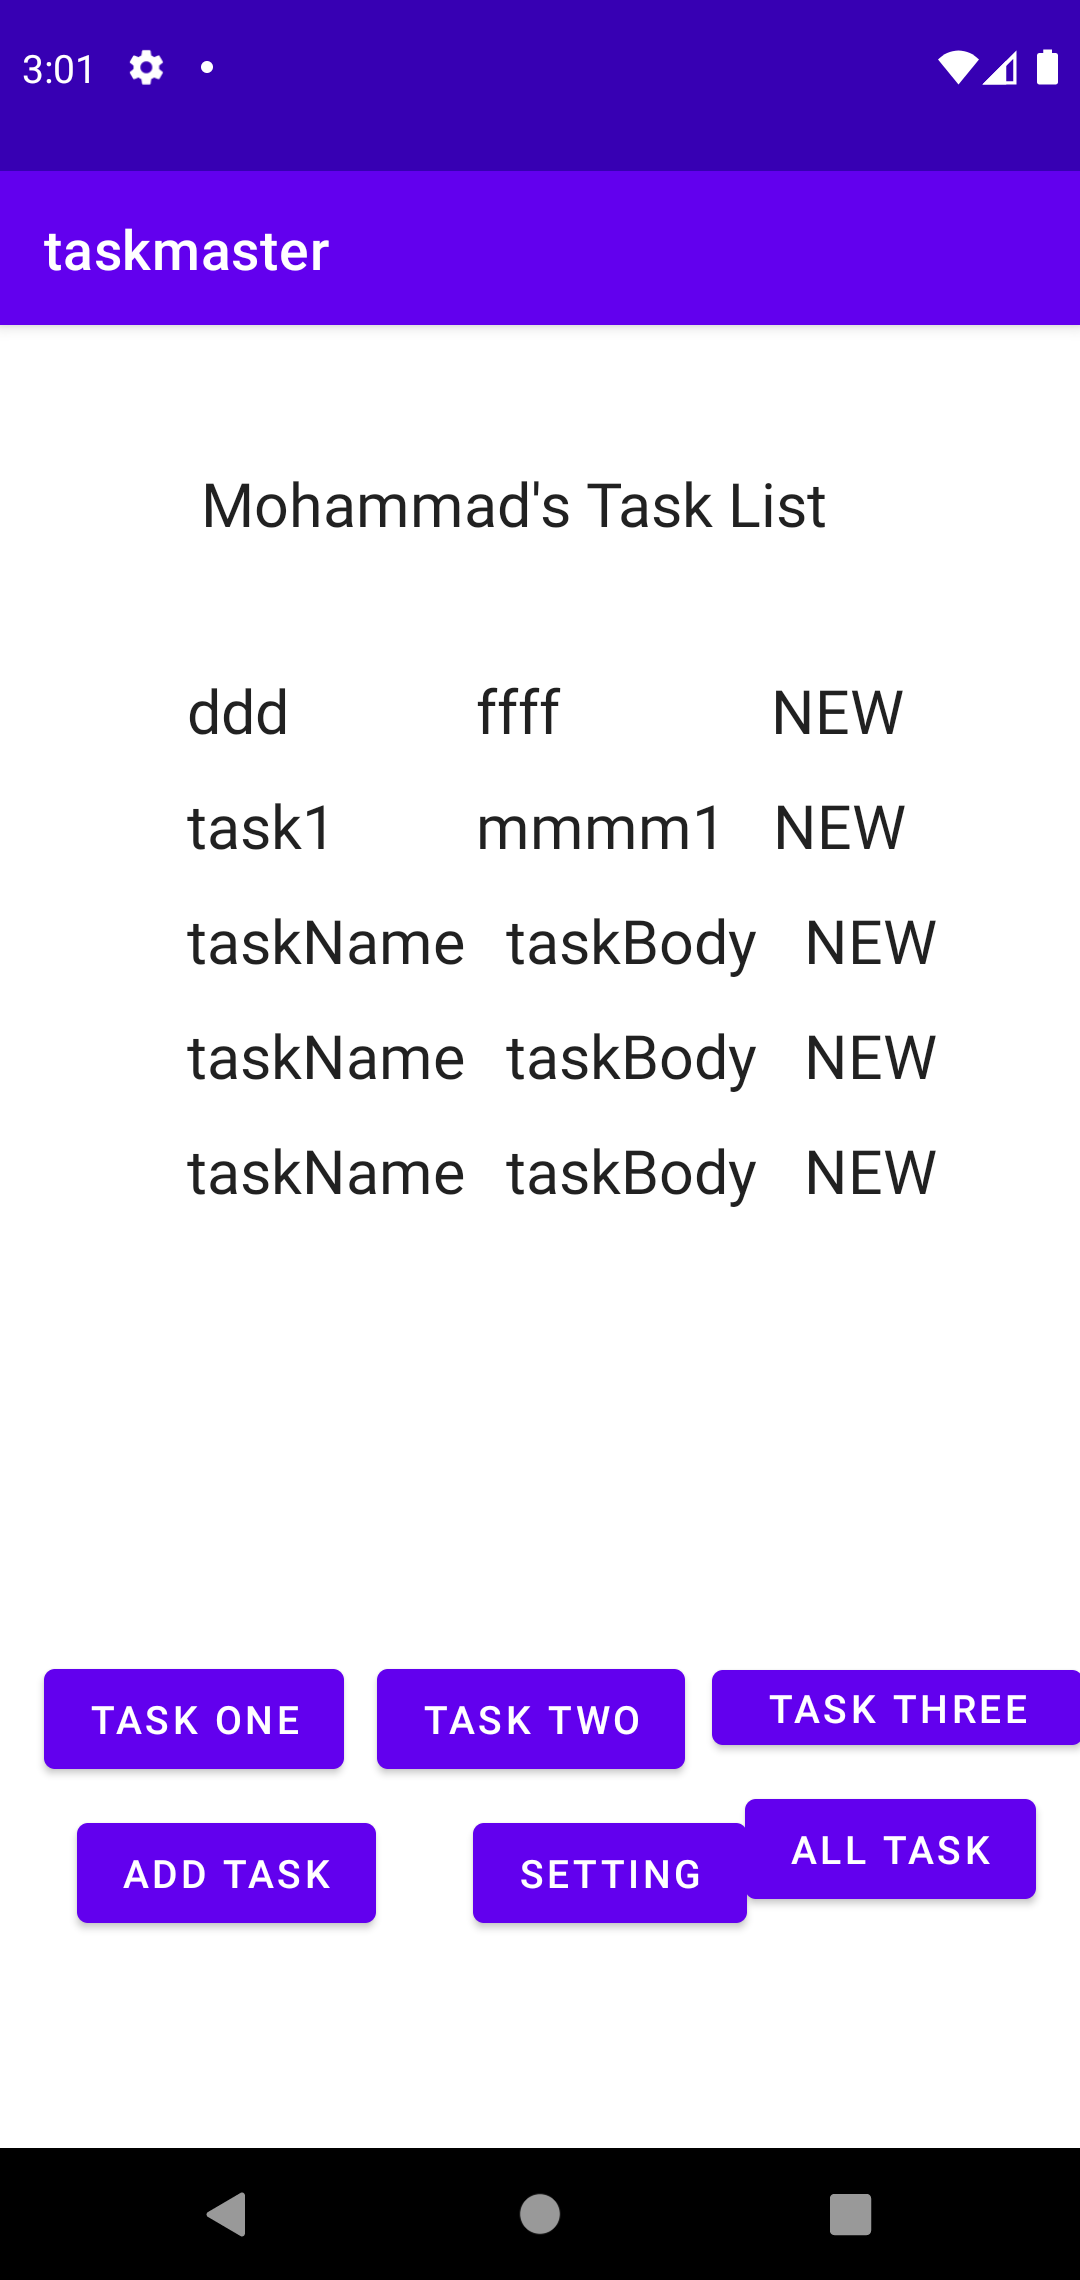 3:01
taskmaster
Mohammad's Task List
ddd ffff NEW
task1 mmmm1 NEW
taskName taskBody NEW
taskName taskBody NEW
taskName taskBody NEW
TASK ONE TASK TWO TASK THREE
ADD TASK SETTING ALL TASK